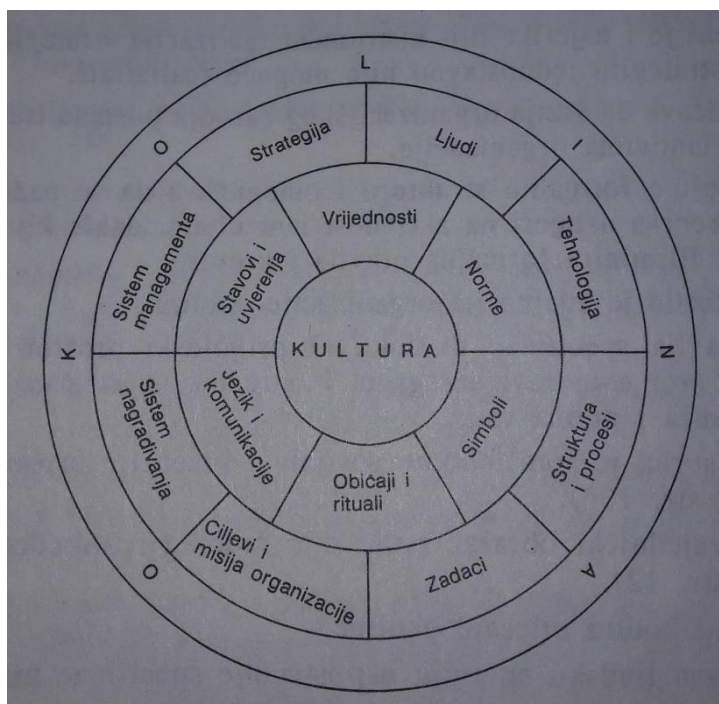 O K O L I N A
Strategija
Ljudi
Tehnologija
Struktura
i procesi
Zadaci
Ciljevi i
misija organizacije
Sistem
nagrađivanja
Sistem
managementa
Vrijednosti
Norme
Simboli
Obićaji i
rituali
Jezik i
komunikacije
Stavovi i
uvjerenja
KULTURA